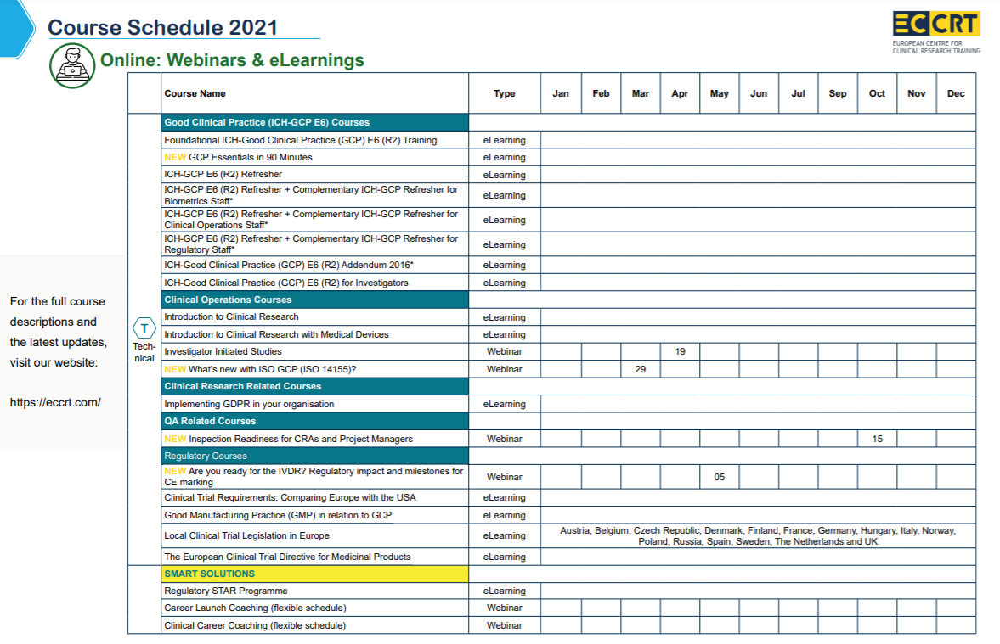 Course Schedule 2021
ECCRT
EUROPEAN CENTRE FOR
CLINICAL RESEARCH TRAINING
Online: Webinars & eLearnings
Course Name Type Jan Feb Mar Apr May Jun Jul Sep Oct Nov Dec
Good Clinical Practice (ICH-GCP E6) Courses
Foundational ICH-Good Clinical Practice (GCP) E6 (R2) Training eLearning
NEW GCP Essentials in 90 Minutes eLearning
ICH-GCP E6 (R2) Refresher eLearning
ICH-GCP E6 (R2) Refresher + Complementary ICH-GCP Refresher for
Biometrics Staff* eLearning
ICH-GCP E6 (R2) Refresher + Complementary ICH-GCP Refresher for
Clinical Operations Staff* eLearning
ICH-GCP E6 (R2) Refresher + Complementary ICH-GCP Refresher for
Regulatory Staff* eLearning
ICH-Good Clinical Practice (GCP) E6 (R2) Addendum 2016* eLearning
ICH-Good Clinical Practice (GCP) E6 (R2) for Investigators eLearning
Clinical Operations Courses
Introduction to Clinical Research eLearning
Introduction to Clinical Research with Medical Devices eLearning
Investigator Initiated Studies Webinar 19
NEW What's new with ISO GCP (ISO 14155)? Webinar 29
Clinical Research Related Courses
Implementing GDPR in your organisation eLearning
QA Related Courses
NEW Inspection Readiness for CRAs and Project Managers Webinar 15
Regulatory Courses
NEW Are you ready for the IVDR? Regulatory impact and milestones for
CE marking Webinar 05
Clinical Trial Requirements: Comparing Europe with the USA eLearning
Good Manufacturing Practice (GMP) in relation to GCP eLearning
Local Clinical Trial Legislation in Europe eLearning Austria, Belgium, Czech Republic, Denmark, Finland, France, Germany, Hungary, Italy, Norway,
Poland, Russia, Spain, Sweden, The Netherlands and UK
The European Clinical Trial Directive for Medicinal Products eLearning
SMART SOLUTIONS
Regulatory STAR Programme eLearning
Career Launch Coaching (flexible schedule) Webinar
Clinical Career Coaching (flexible schedule) Webinar
T
Tech-
nical
For the full course
descriptions and
the latest updates,
visit our website:
https://eccrt.com/